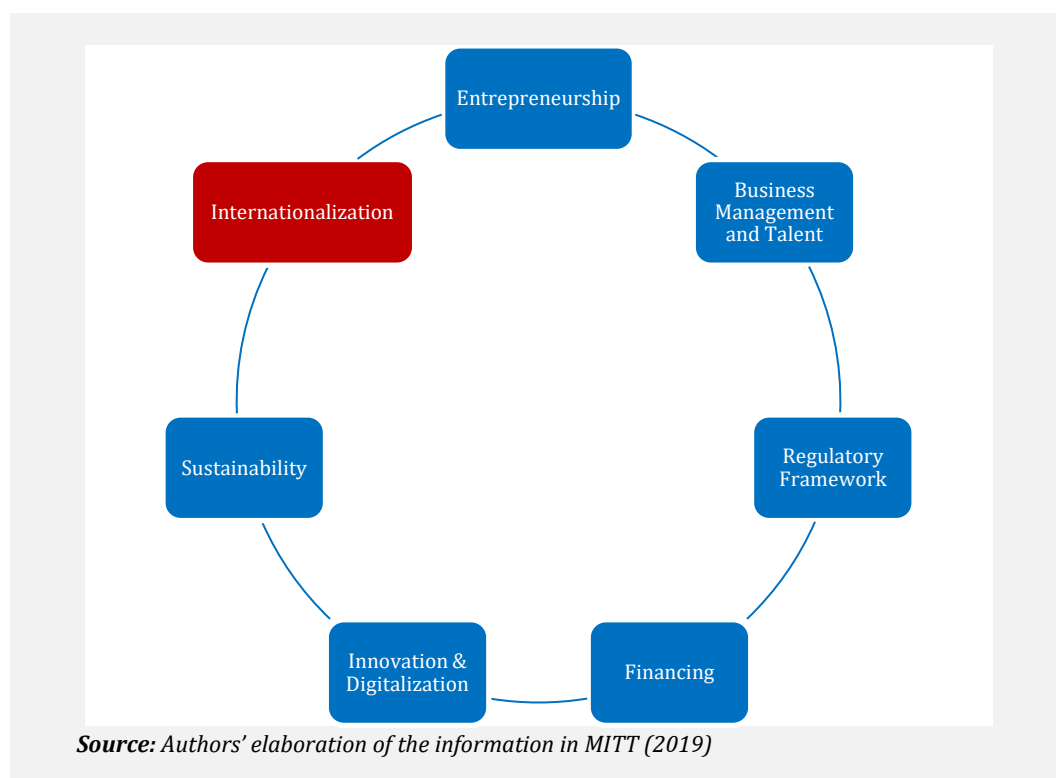 Entrepreneurship
Business
Management
and Talent
Regulatory
Framework
Financing
Innovation &
Digitalization
Sustainability
Internationalization
Source: Authors’ elaboration of the information in MITT (2019)